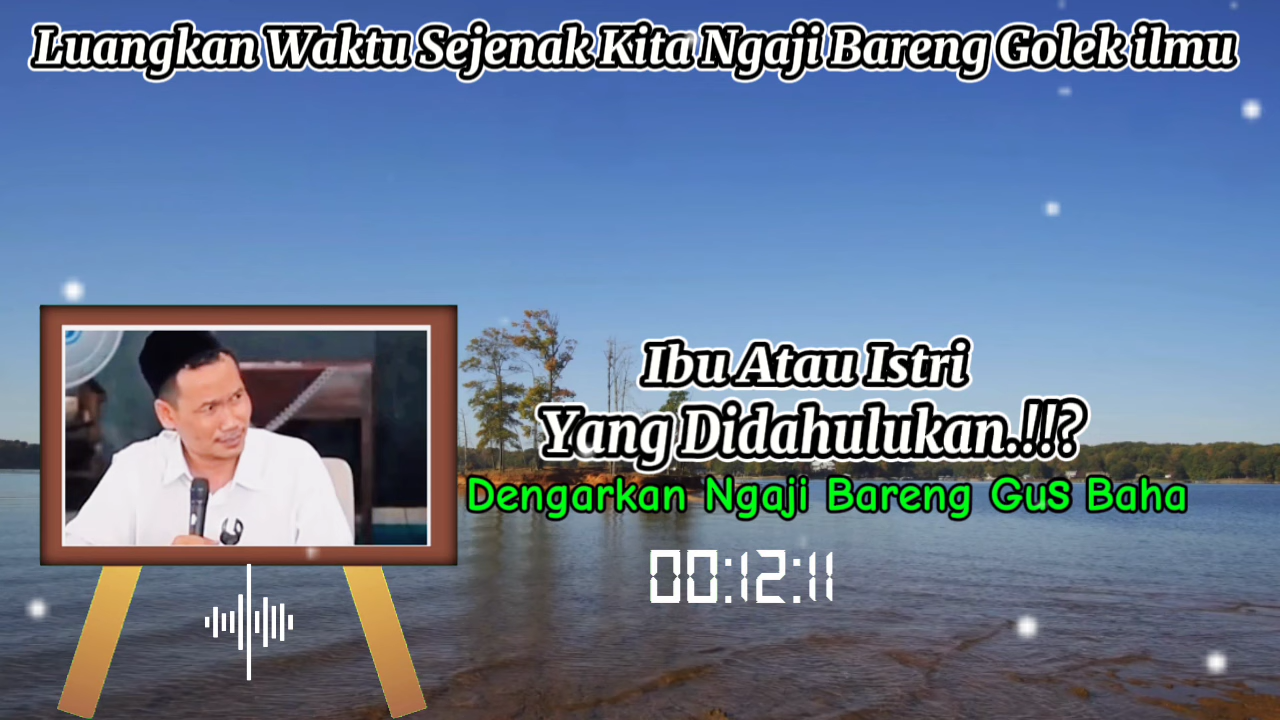 Luangkan Waktu Sejenak Kita Ngaji Bareng Golek ilmu
Ibu Atau Istri
Yang Didahulukan.!!?
Dengarkan Ngaji Bareng Gus Baha
00:12:11